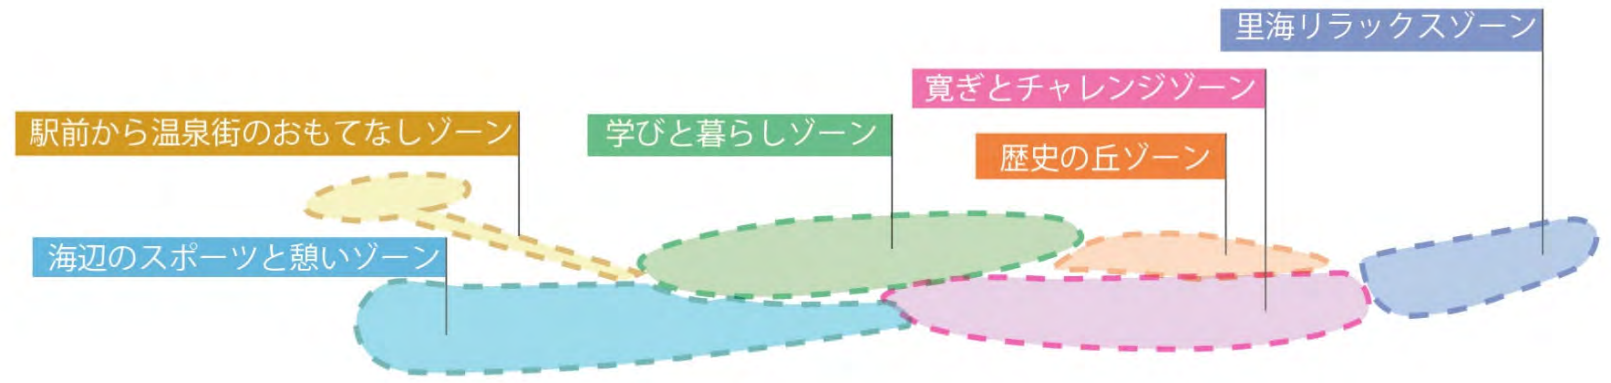 里海リラックスゾーン
寛ぎとチャレンジゾーン
駅前から温泉街のおもてなしゾーン
学びと暮らしゾーン
歴史の丘ゾーン
海辺のスポーツと憩いゾーン